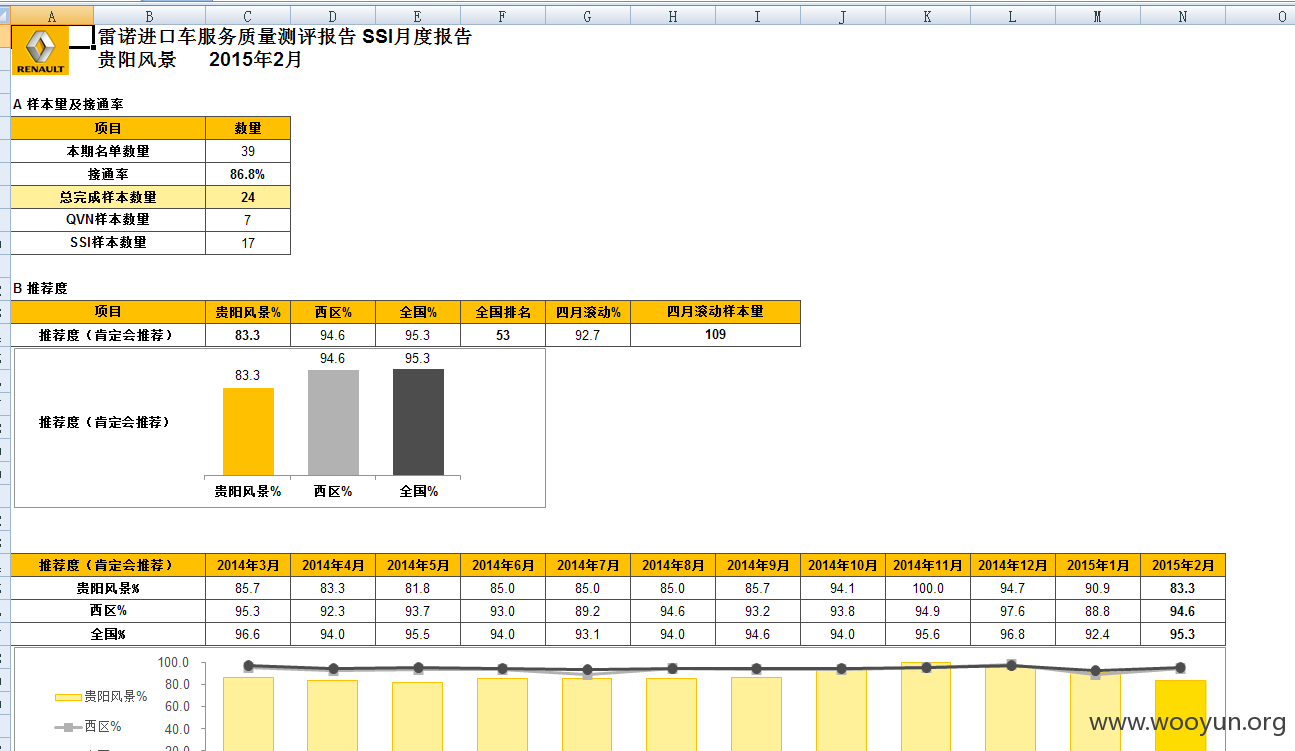 A B C D E F G H I J K L M N O
雷诺进口车服务质量测评报告 SSI月度报告
RENAULT
贵阳风景 2015年2月
A 样本量及接通率
项目 数量
本期名单数量 39
接通率 86.8%
总完成样本数量 24
QVN样本数量 7
SSI样本数量 17
B 推荐度
项目 贵阳风景% 西区% 全国% 全国排名 四月滚动% 四月滚动样本量
推荐度（肯定会推荐） 83.3 94.6 95.3 53 92.7 109
94.6 95.3
83.3
推荐度（肯定会推荐）
贵阳风景% 西区% 全国%
推荐度（肯定会推荐） 2014年3月 2014年4月 2014年5月 2014年6月 2014年7月 2014年8月 2014年9月 2014年10月 2014年11月 2014年12月 2015年1月 2015年2月
贵阳风景% 85.7 83.3 81.8 85.0 85.0 85.0 85.7 94.1 100.0 94.7 90.9 83.3
西区% 95.3 92.3 93.7 93.0 89.2 94.6 93.2 93.8 94.9 97.6 88.8 94.6
全国% 96.6 94.0 95.5 94.0 93.1 94.0 94.6 94.0 95.6 96.8 92.4 95.3
100.0
80.0
贵阳风景%
60.0
西区%
40.0
20.0
www.wooyun.org